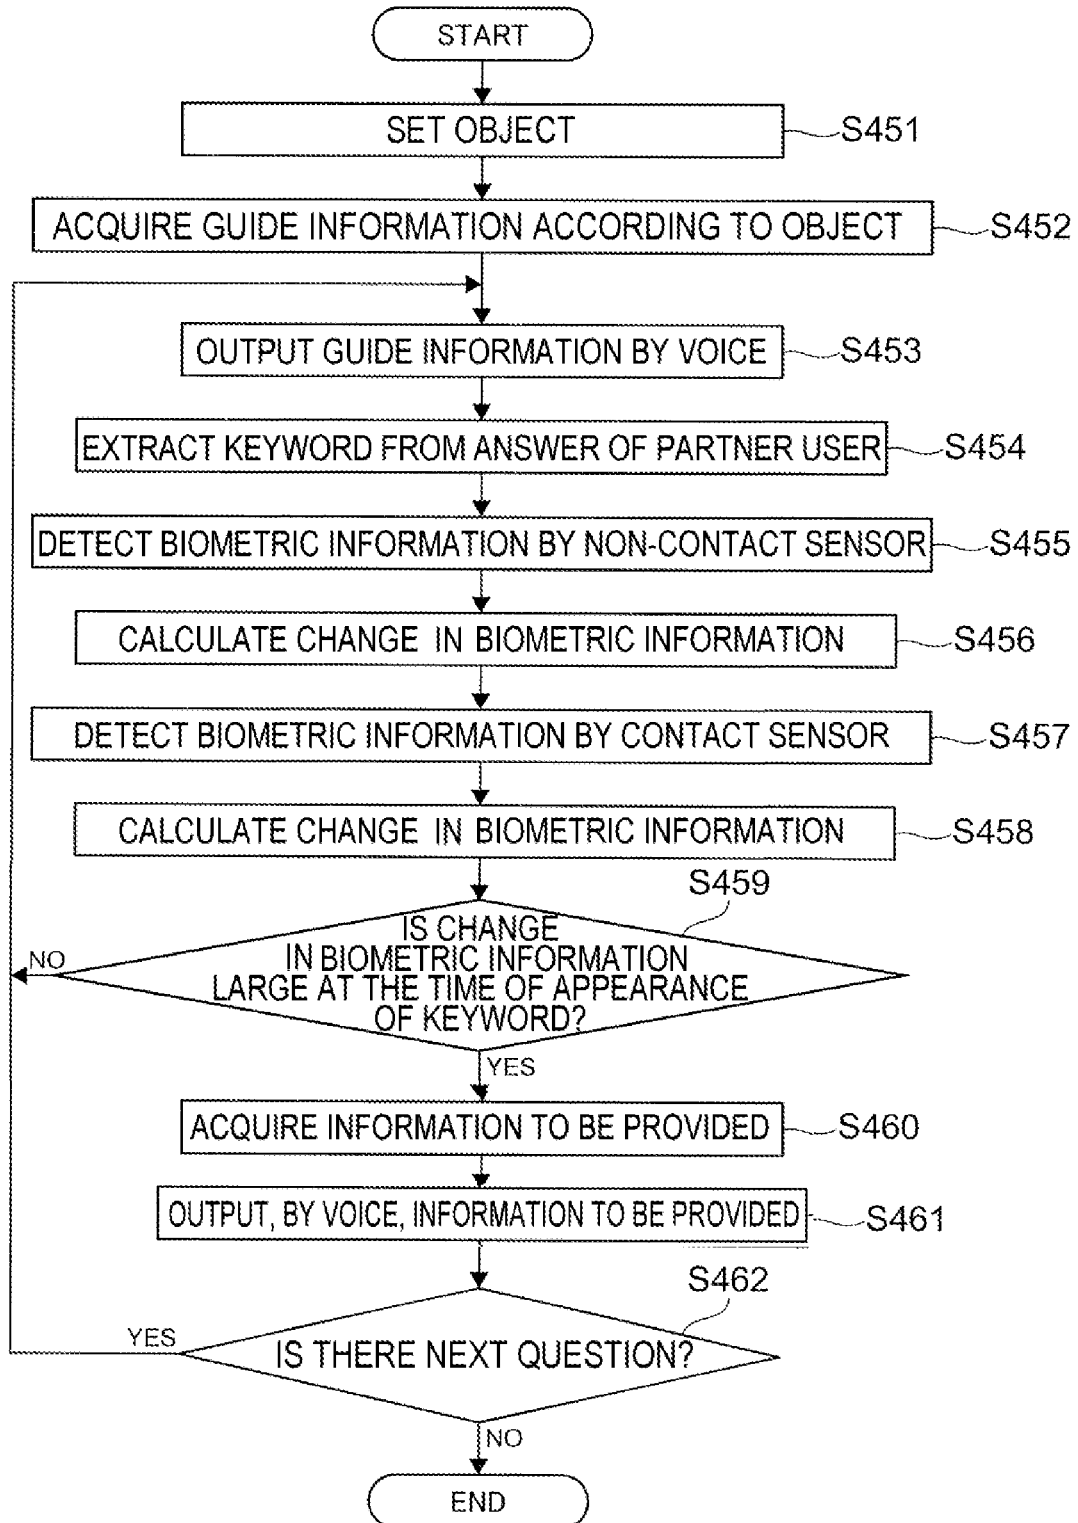 START
SET OBJECT
S451
ACQUIRE GUIDE INFORMATION ACCORDING TO OBJECT
S452
OUTPUT GUIDE INFORMATION BY VOICE
S453
EXTRACT KEYWORD FROM ANSWER OF PARTNER USER
S454
DETECT BIOMETRIC INFORMATION BY NON-CONTACT SENSOR
S455
CALCULATE CHANGE IN BIOMETRIC INFORMATION
S456
DETECT BIOMETRIC INFORMATION BY CONTACT SENSOR
S457
CALCULATE CHANGE IN BIOMETRIC INFORMATION
S458
S459
IS CHANGE
IN BIOMETRIC INFORMATION
LARGE AT THE TIME OF APPEARANCE
OF KEYWORD?
NO
YES
ACQUIRE INFORMATION TO BE PROVIDED
S460
OUTPUT, BY VOICE, INFORMATION TO BE PROVIDED
S461
S462
YES
IS THERE NEXT QUESTION?
NO
END